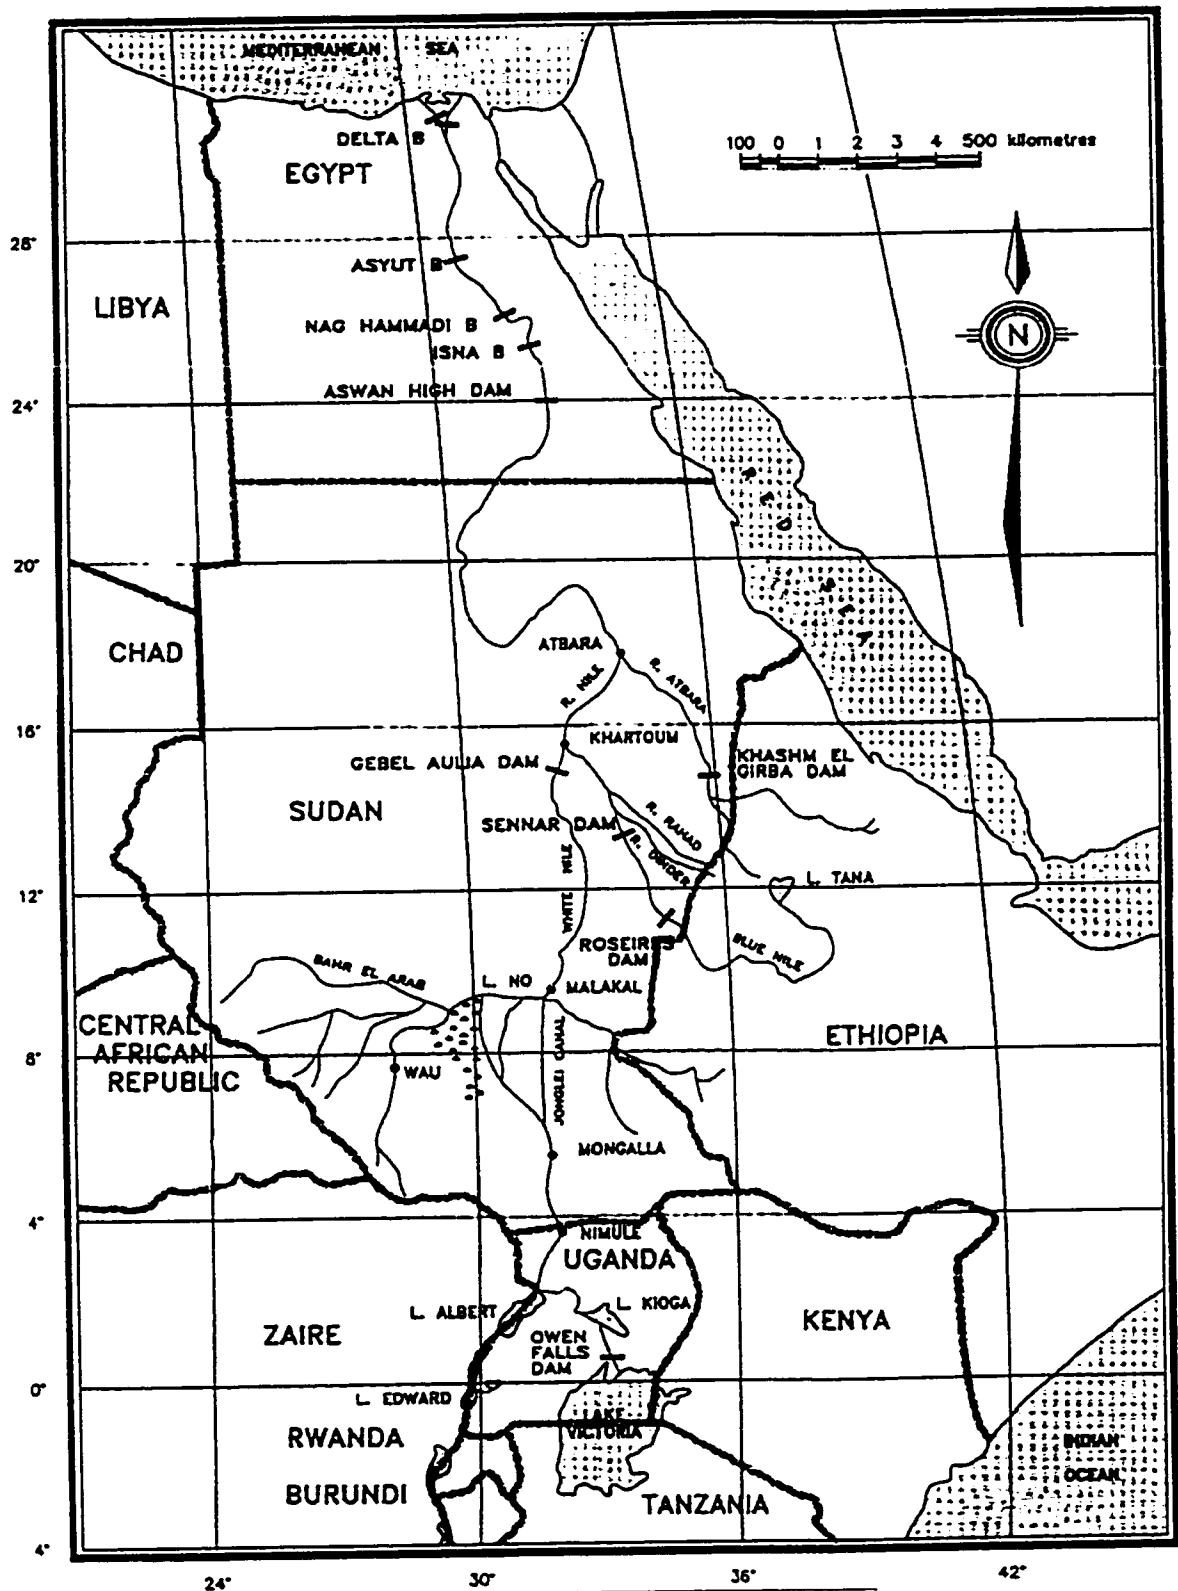 MEDITERRANEAN SEA
DELTA B
EGYPT
100 0 1 2 3 4 500 kilometres
28°
ASYUT B
LIBYA
NAG HAMMADI B
ISNA B
N
ASWAN HIGH DAM
24°
RED SEA
20°
CHAD
ATBARA
R. NILE
R. ATBARA
16°
KHARTOUM
GEBEL AULIA DAM
KHASHM EL
GIRBA DAM
SUDAN
SENNAR DAM
R. RAHAD
R. DINDER
WHITE NILE
L. TANA
12°
ROSEIRES
DAM
BLUE NILE
BAHR EL ARAB
L. NO
MALAKAL
CENTRAL
AFRICAN
REPUBLIC
ETHIOPIA
8°
WAU
JONGLEI CANAL
MONGALLA
4°
NIMULE
UGANDA
L. ALBERT
L. KIOGA
ZAIRE
KENYA
OWEN
FALLS
DAM
0°
L. EDWARD
LAKE
VICTORIA
RWANDA
BURUNDI
TANZANIA
INDIAN
OCEAN
4°
24°
30°
36°
42°